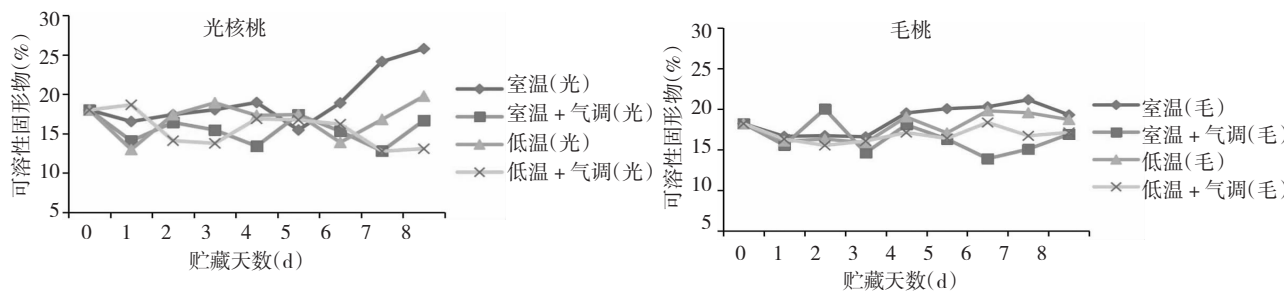 光核桃
可溶性固形物(%)
30
25
20
15
10
5
0 1 2 3 4 5 6 7 8
贮藏天数(d)
室温(光)
室温+气调(光)
低温(光)
低温+气调(光)
毛桃
可溶性固形物(%)
30
25
20
15
10
5
0 1 2 3 4 5 6 7 8
贮藏天数(d)
室温(毛)
室温+气调(毛)
低温(毛)
低温+气调(毛)